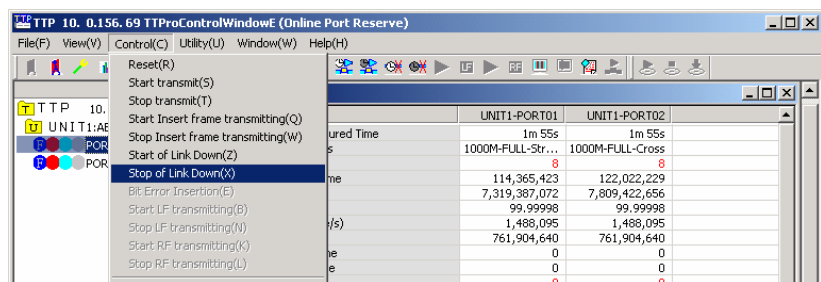 TTP 10. 0.156. 69 TTProControlWindowE (Online Port Reserve)
File(F) View(V) Control(C) Utility(U) Window(W) Help(H)
Reset(R)
Start transmit(S)
Stop transmit(T)
Start Insert frame transmitting(Q)
Stop Insert frame transmitting(W)
Start of Link Down(Z)
Stop of Link Down(X)
Bit Error Insertion(E)
Start LF transmitting(B)
Stop LF transmitting(N)
Start RF transmitting(K)
Stop RF transmitting(L)
T TTP 10.
U UNIT1:AE
POR
POR
UNIT1-PORT01 UNIT1-PORT02
ured Time 1m 55s 1m 55s
s 1000M-FULL-Str... 1000M-FULL-Cross
8 8
me 114,365,423 122,022,229
7,319,387,072 7,809,422,656
99.99998 99.99998
/s) 1,488,095 1,488,095
761,904,640 761,904,640
e 0 0
e 0 0